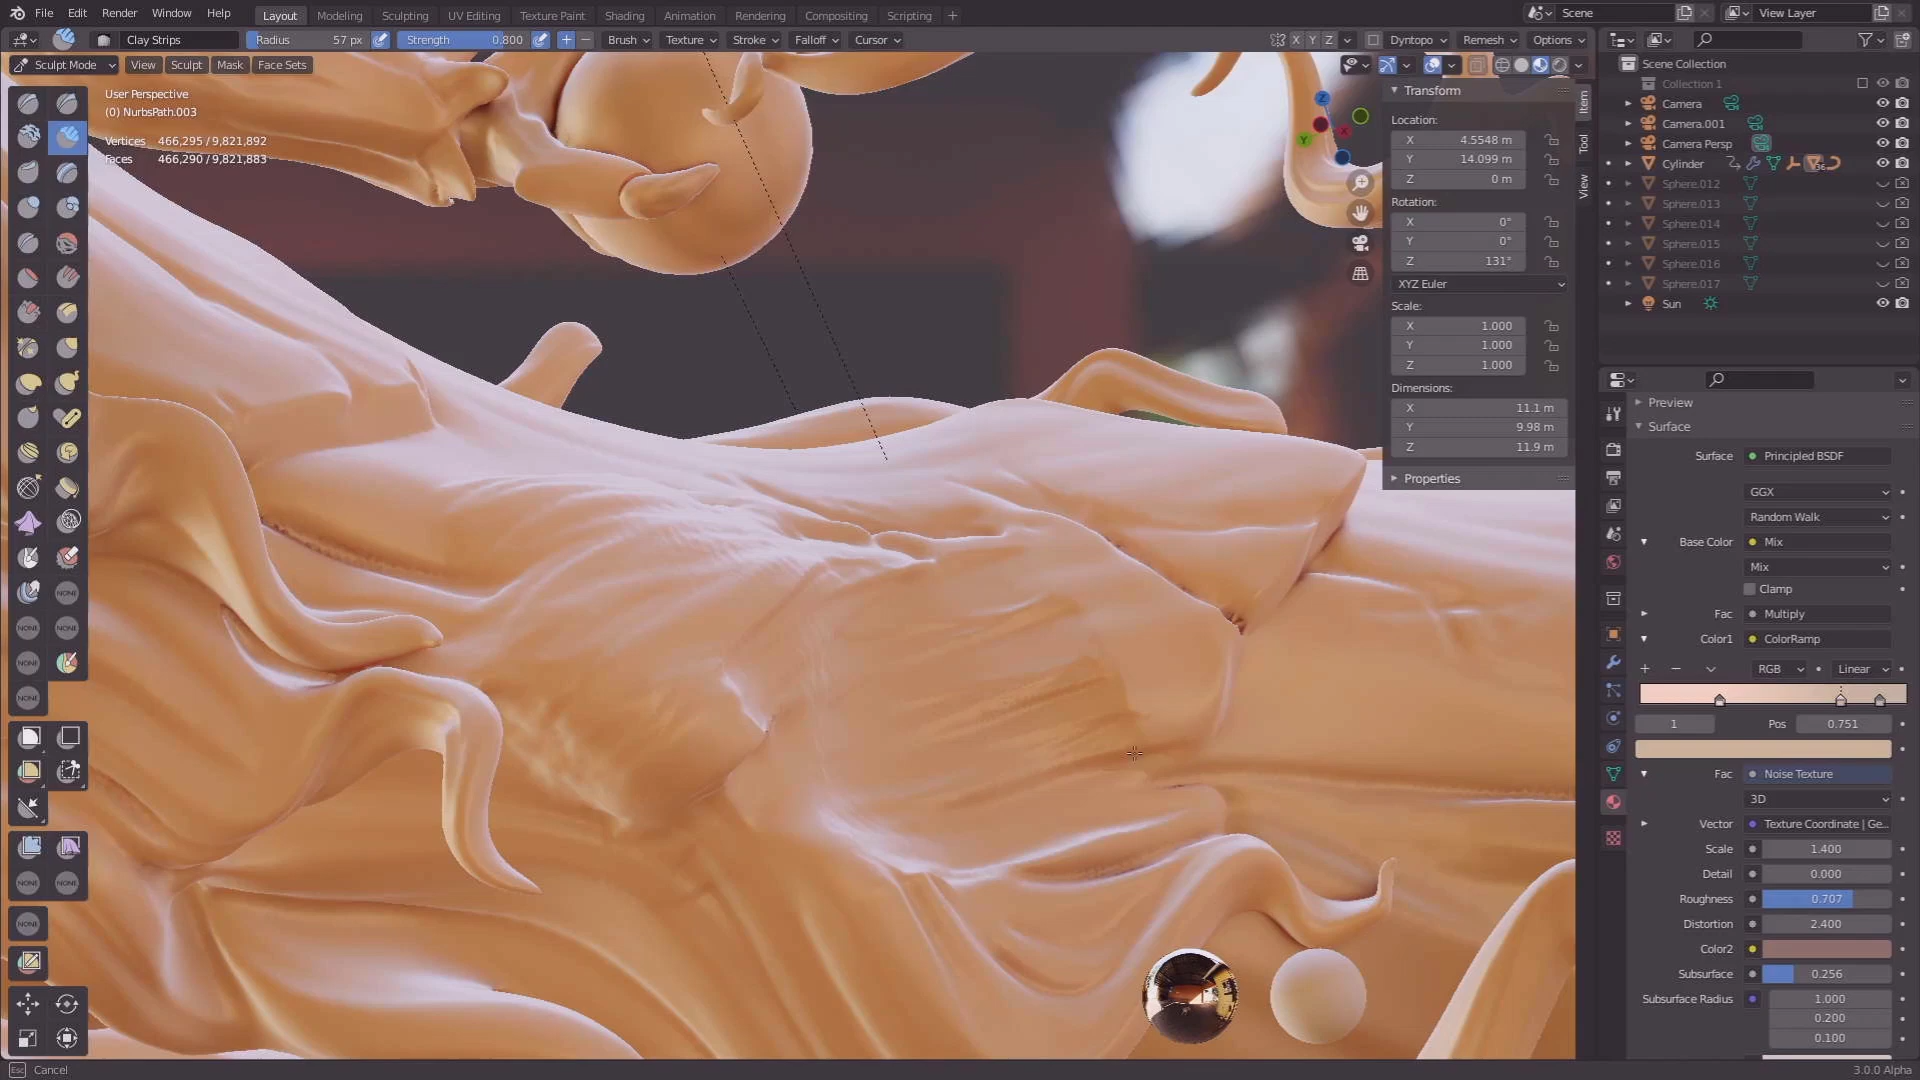 File Edit Render Window Help Layout Modeling Sculpting UV Editing Texture Paint Shading Animation Rendering Compositing Scripting + Scene View Layer
Clay Strips Radius 57 px Strength 0.800 Brush Texture Stroke Falloff Cursor X Y Z Dyntopo Remesh Options
Sculpt Mode View Sculpt Mask Face Sets
User Perspective
(0) NurbsPath.003
Vertices 466,295 / 9,821,892
Faces 466,290 / 9,821,883
NONE
NONE
NONE
NONE
NONE
NONE
NONE
NONE
Z
Y
X
Transform
Location:
X 4.5548 m
Y 14.099 m
Z 0 m
Rotation:
X 0°
Y 0°
Z 131°
XYZ Euler
Scale:
X 1.000
Y 1.000
Z 1.000
Dimensions:
X 11.1 m
Y 9.98 m
Z 11.9 m
Properties
Item
Tool
View
Scene Collection
Collection 1
Camera
Camera.001
Camera Persp
Cylinder
Sphere.012
Sphere.013
Sphere.014
Sphere.015
Sphere.016
Sphere.017
Sun
Preview
Surface
Surface Principled BSDF
GGX
Random Walk
Base Color Mix
Mix
Clamp
Fac Multiply
Color1 ColorRamp
+ − RGB Linear
1 Pos 0.751
Fac Noise Texture
3D
Vector Texture Coordinate | Ge...
Scale 1.400
Detail 0.000
Roughness 0.707
Distortion 2.400
Color2
Subsurface 0.256
Subsurface Radius 1.000
0.200
0.100
Esc Cancel
3.0.0 Alpha